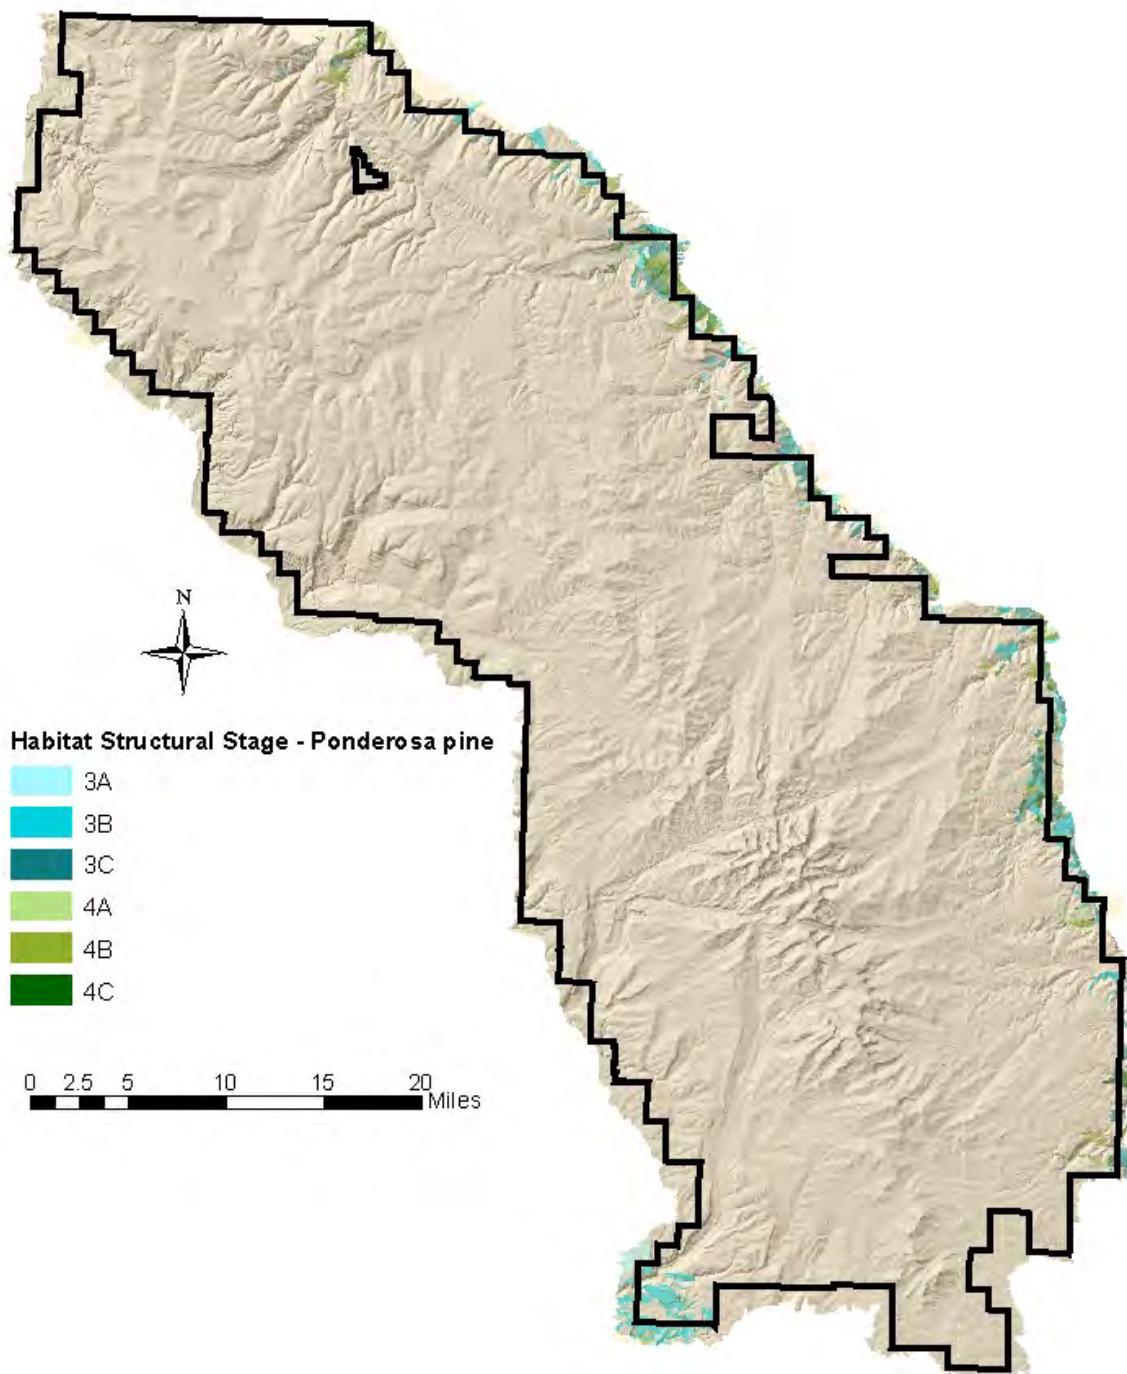 N
Habitat Structural Stage - Ponderosa pine
3A
3B
3C
4A
4B
4C
0 2.5 5 10 15 20
Miles